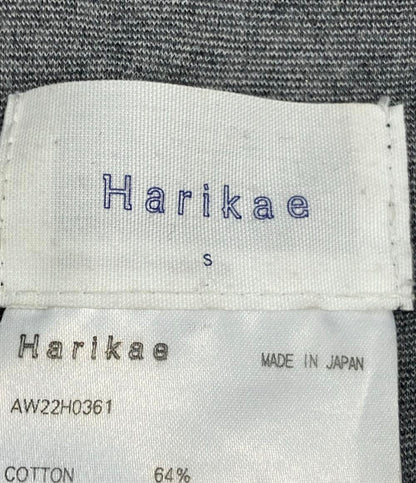 Harikae
S
Harikae
MADE IN JAPAN
AW22H0361
COTTON 64%